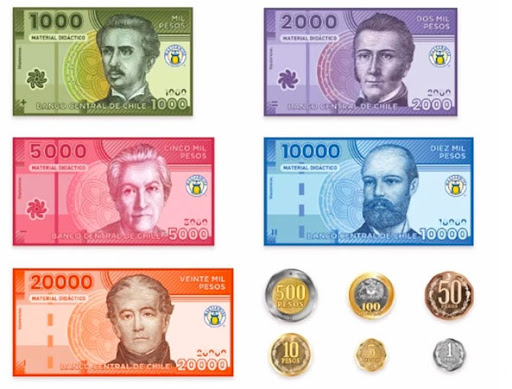 1000
MIL
PESOS
MATERIAL DIDÁCTICO
BANCO CENTRAL DE CHILE
1000
2000
DOS MIL
PESOS
MATERIAL DIDÁCTICO
BANCO CENTRAL DE CHILE
2000
5000
CINCO MIL
PESOS
MATERIAL DIDÁCTICO
BANCO CENTRAL DE CHILE
5000
10000
DIEZ MIL
PESOS
MATERIAL DIDÁCTICO
BANCO CENTRAL DE CHILE
10000
20000
VEINTE MIL
PESOS
MATERIAL DIDÁCTICO
BANCO CENTRAL DE CHILE
20000
500
PESOS
100
50
PESOS
10
PESOS
5
1